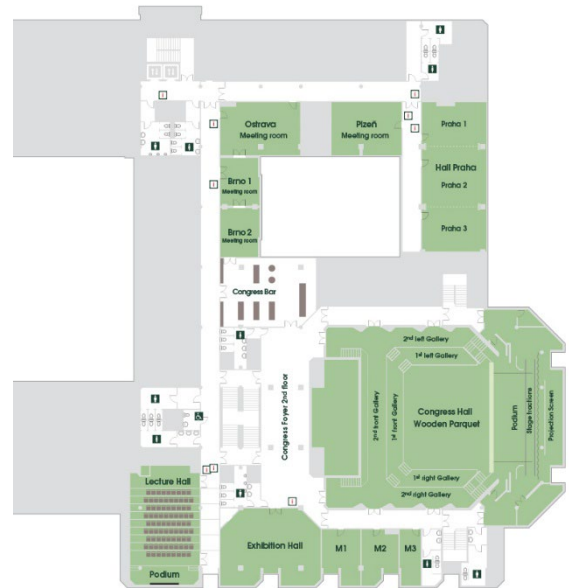 Ostrava
Meeting room
Plzeň
Meeting room
Praha 1
Hall Praha
Praha 2
Praha 3
Brno 1
Meeting room
Brno 2
Meeting room
Congress Bar
Congress Foyer 2nd floor
2nd left Gallery
1st left Gallery
2nd front Gallery
1st front Gallery
Congress Hall
Wooden Parquet
Podium
Stage fractions
Projection Screen
1st right Gallery
2nd right Gallery
Lecture Hall
Podium
Exhibition Hall
M1
M2
M3